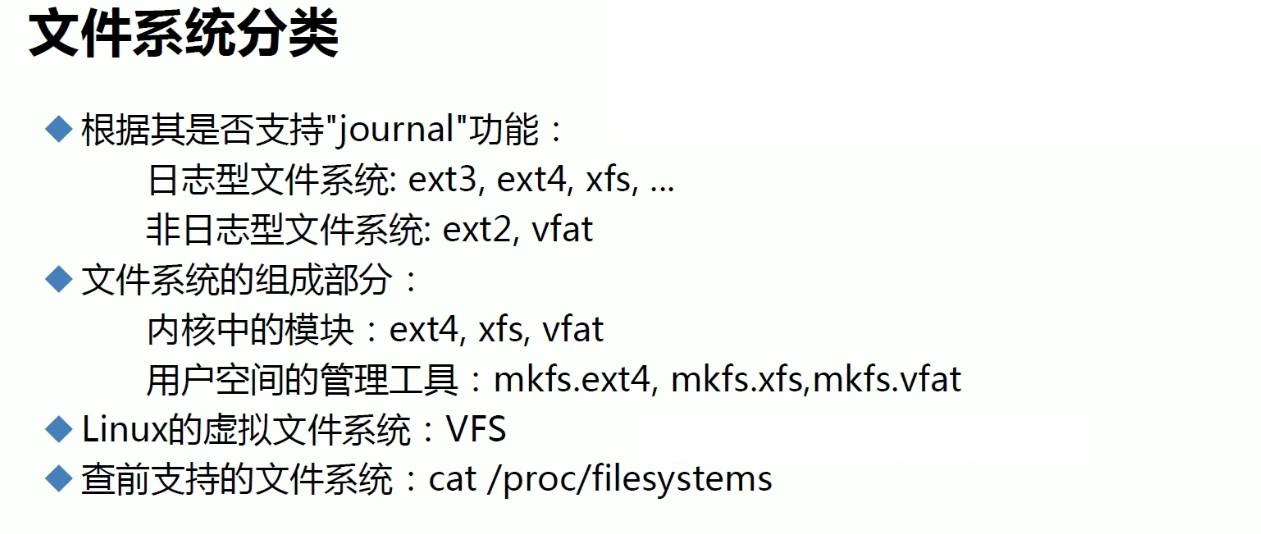 文件系统分类
根据其是否支持"journal"功能：
日志型文件系统: ext3, ext4, xfs, ...
非日志型文件系统: ext2, vfat
文件系统的组成部分：
内核中的模块：ext4, xfs, vfat
用户空间的管理工具：mkfs.ext4, mkfs.xfs,mkfs.vfat
Linux的虚拟文件系统：VFS
查前支持的文件系统：cat /proc/filesystems